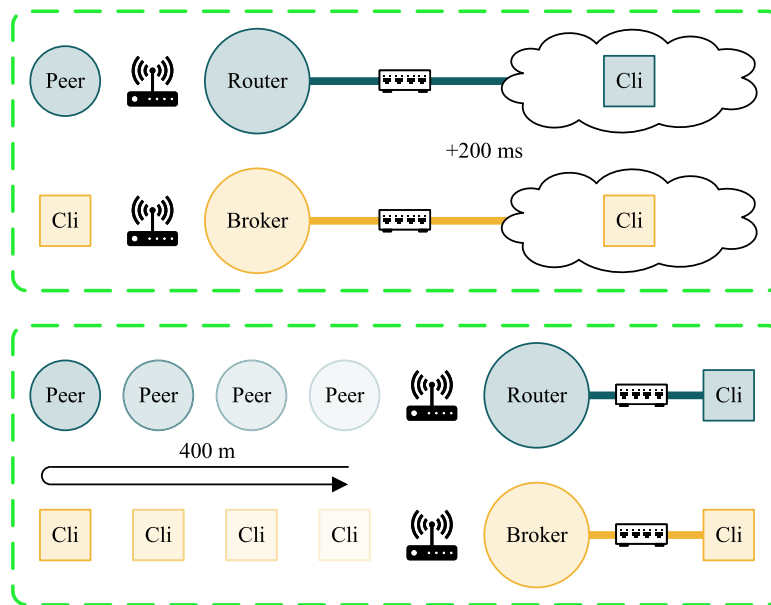 Peer Router Cli
+200 ms
Cli Broker Cli
Peer Peer Peer Peer Router Cli
400 m
Cli Cli Cli Cli Broker Cli